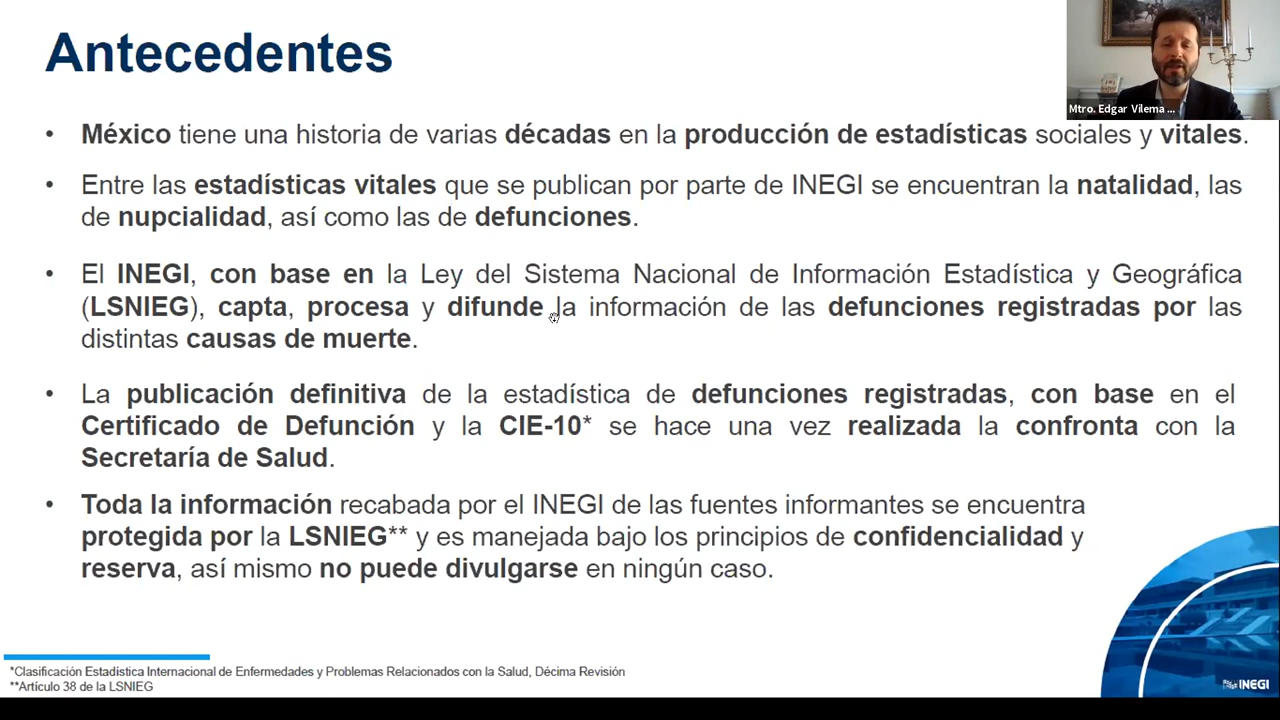 Antecedentes
Mtro. Edgar Vilema ...
• México tiene una historia de varias décadas en la producción de estadísticas sociales y vitales.
• Entre las estadísticas vitales que se publican por parte de INEGI se encuentran la natalidad, las
de nupcialidad, así como las de defunciones.
• El INEGI, con base en la Ley del Sistema Nacional de Información Estadística y Geográfica
(LSNIEG), capta, procesa y difunde la información de las defunciones registradas por las
distintas causas de muerte.
• La publicación definitiva de la estadística de defunciones registradas, con base en el
Certificado de Defunción y la CIE-10* se hace una vez realizada la confronta con la
Secretaría de Salud.
• Toda la información recabada por el INEGI de las fuentes informantes se encuentra
protegida por la LSNIEG** y es manejada bajo los principios de confidencialidad y
reserva, así mismo no puede divulgarse en ningún caso.
*Clasificación Estadística Internacional de Enfermedades y Problemas Relacionados con la Salud, Décima Revisión
**Artículo 38 de la LSNIEG
INEGI